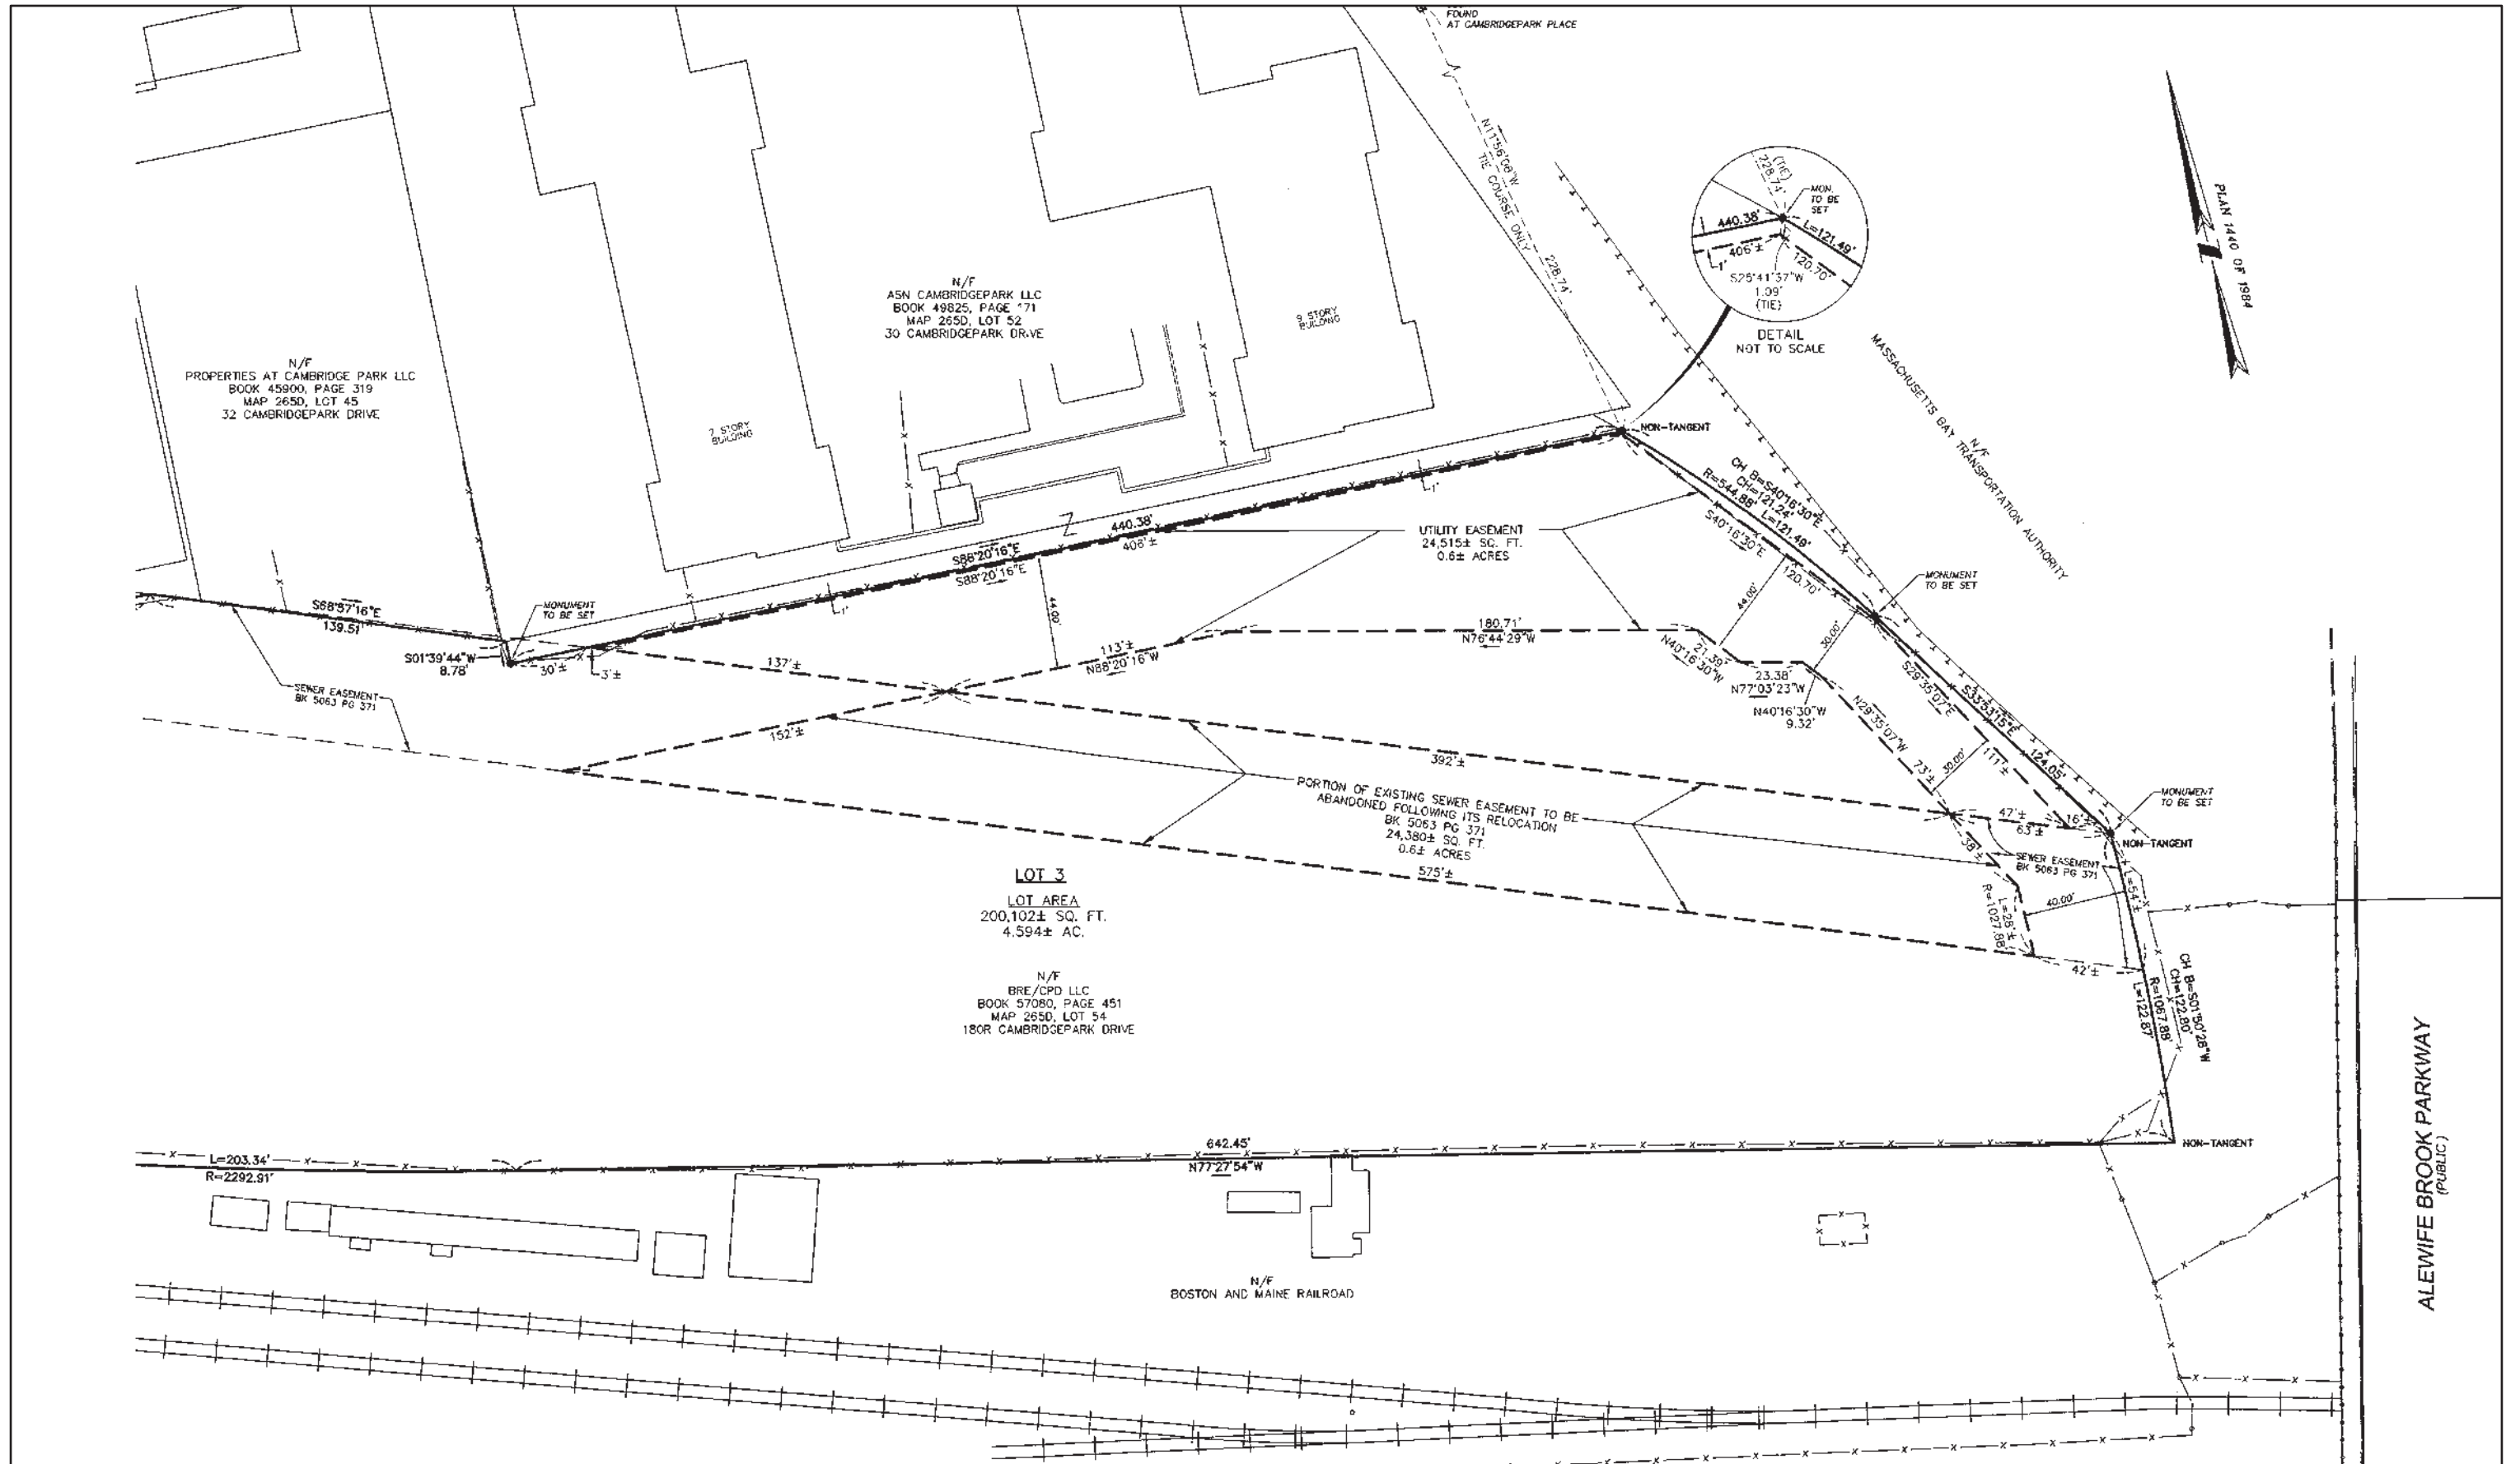 FOUND
AT CAMBRIDGEPARK PLACE
N11°56'08"W
TIE COURSE ONLY
228.74'
(TIE)
228.74'
MON.
TO BE
SET
440.38'
L=121.49'
406'±
1'
120.70'
S25°41'37"W
1.09'
(TIE)
DETAIL
NOT TO SCALE
PLAN 1440 OF 1984
N/F
MASSACHUSETTS BAY TRANSPORTATION AUTHORITY
N/F
ASN CAMBRIDGEPARK LLC
BOOK 49825, PAGE 171
MAP 265D, LOT 52
30 CAMBRIDGEPARK DRIVE
9 STORY
BUILDING
N/F
PROPERTIES AT CAMBRIDGE PARK LLC
BOOK 45900, PAGE 319
MAP 265D, LOT 45
32 CAMBRIDGEPARK DRIVE
7 STORY
BUILDING
NON-TANGENT
CH B=S40°16'30"E
CH=121.24'
R=544.88' L=121.49'
S40°16'30"E
120.70'
1'
440.38'
S88°20'16"E
406'±
S88°20'16"E
1'
UTILITY EASEMENT
24,515± SQ. FT.
0.6± ACRES
44.00'
44.00'
MONUMENT
TO BE SET
MONUMENT
TO BE SET
S68°57'16"E
139.51'
S01°39'44"W
8.78'
30'±
3'±
137'±
113'±
N88°20'16"W
180.71'
N76°44'29"W
21.39'
N40°16'30"W
30.00'
23.38'
N77°03'23"W
N40°16'30"W
9.32'
S29°35'07"E
S33°53'15"E
124.05'
N29°35'07"W
73'±
30.00'
111'±
SEWER EASEMENT
BK 5063 PG 371
152'±
392'±
PORTION OF EXISTING SEWER EASEMENT TO BE
ABANDONED FOLLOWING ITS RELOCATION
BK 5063 PG 371
24,380± SQ. FT.
0.6± ACRES
575'±
47'±
16'±
63'±
MONUMENT
TO BE SET
NON-TANGENT
38'±
SEWER EASEMENT
BK 5063 PG 371
L=54'±
40.00'
L=28'±
R=1027.88'
42'±
CH B=S01°50'28"W
CH=122.80'
R=1067.88'
L=122.87'
LOT 3
LOT AREA
200,102± SQ. FT.
4.594± AC.
N/F
BRE/CPD LLC
BOOK 57080, PAGE 451
MAP 265D, LOT 54
180R CAMBRIDGEPARK DRIVE
ALEWIFE BROOK PARKWAY
(PUBLIC)
642.45'
N77°27'54"W
NON-TANGENT
L=203.34'
R=2292.91'
N/F
BOSTON AND MAINE RAILROAD